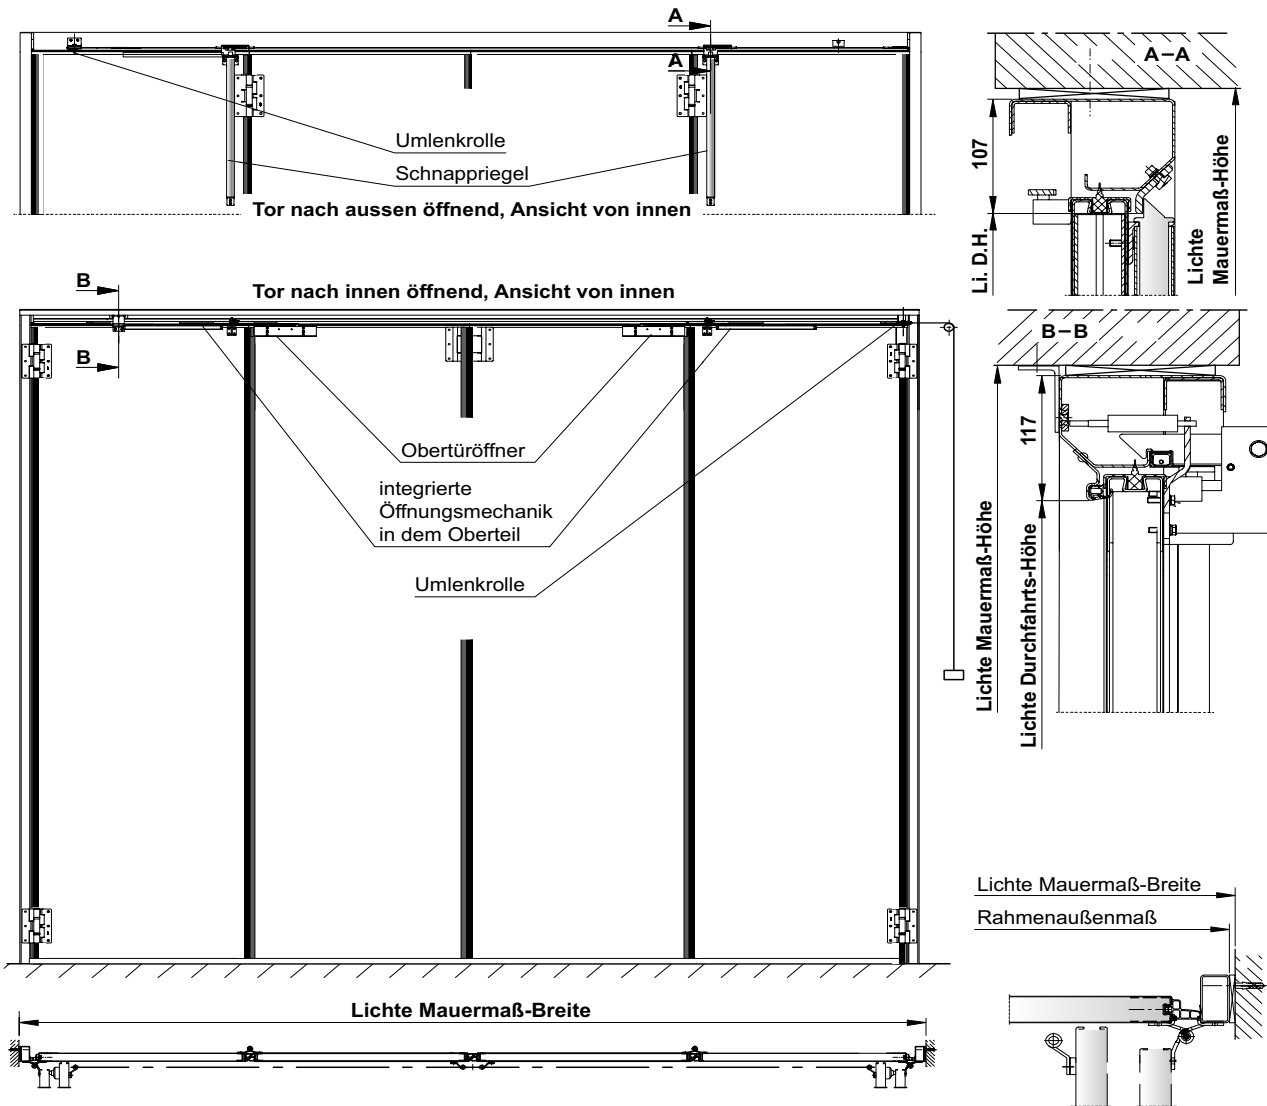 A
A
Umlenkrolle
Schnappriegel
Tor nach aussen öffnend, Ansicht von innen
A–A
107
Li. D.H.
Lichte
Mauermaß-Höhe
B
B
Tor nach innen öffnend, Ansicht von innen
Obertüröffner
integrierte
Öffnungsmechanik
in dem Oberteil
Umlenkrolle
B–B
117
Lichte Mauermaß-Höhe
Lichte Durchfahrts-Höhe
Lichte Mauermaß-Breite
Lichte Mauermaß-Breite
Rahmenaußenmaß